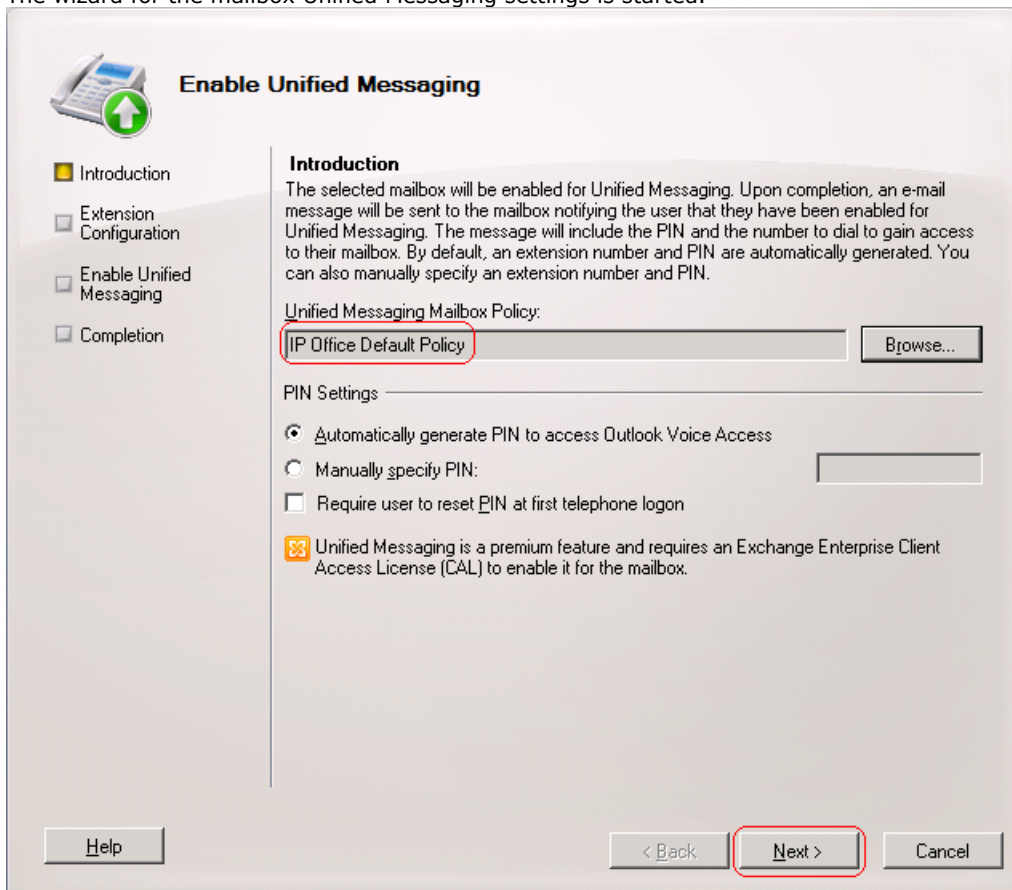 The wizard for the mailbox Unified Messaging settings is started.
Enable Unified Messaging
Introduction
Extension
Configuration
Enable Unified
Messaging
Completion
Introduction
The selected mailbox will be enabled for Unified Messaging. Upon completion, an e-mail
message will be sent to the mailbox notifying the user that they have been enabled for
Unified Messaging. The message will include the PIN and the number to dial to gain access
to their mailbox. By default, an extension number and PIN are automatically generated. You
can also manually specify an extension number and PIN.
Unified Messaging Mailbox Policy:
IP Office Default Policy
Browse...
PIN Settings
Automatically generate PIN to access Outlook Voice Access
Manually specify PIN:
Require user to reset PIN at first telephone logon
Unified Messaging is a premium feature and requires an Exchange Enterprise Client
Access License (CAL) to enable it for the mailbox.
Help
< Back
Next >
Cancel